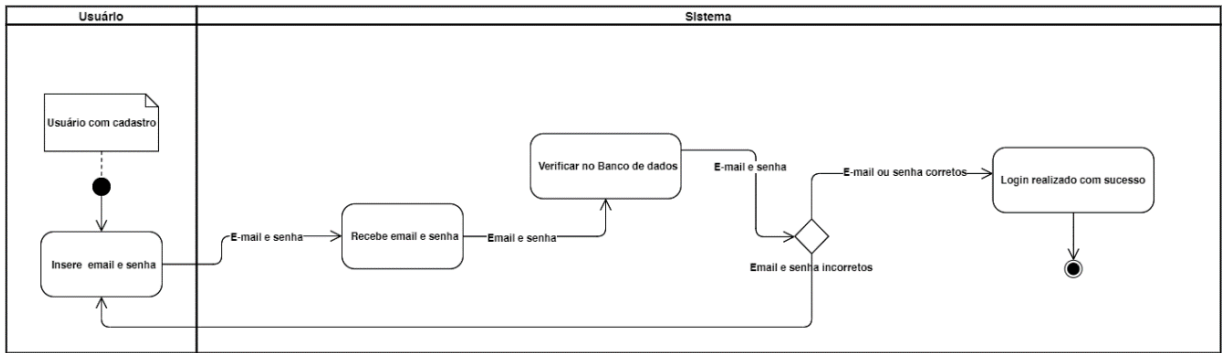 Usuário
Sistema
Usuário com cadastro
Insere email e senha
E-mail e senha
Recebe email e senha
Email e senha
Verificar no Banco de dados
E-mail e senha
E-mail ou senha corretos
Email e senha incorretos
Login realizado com sucesso